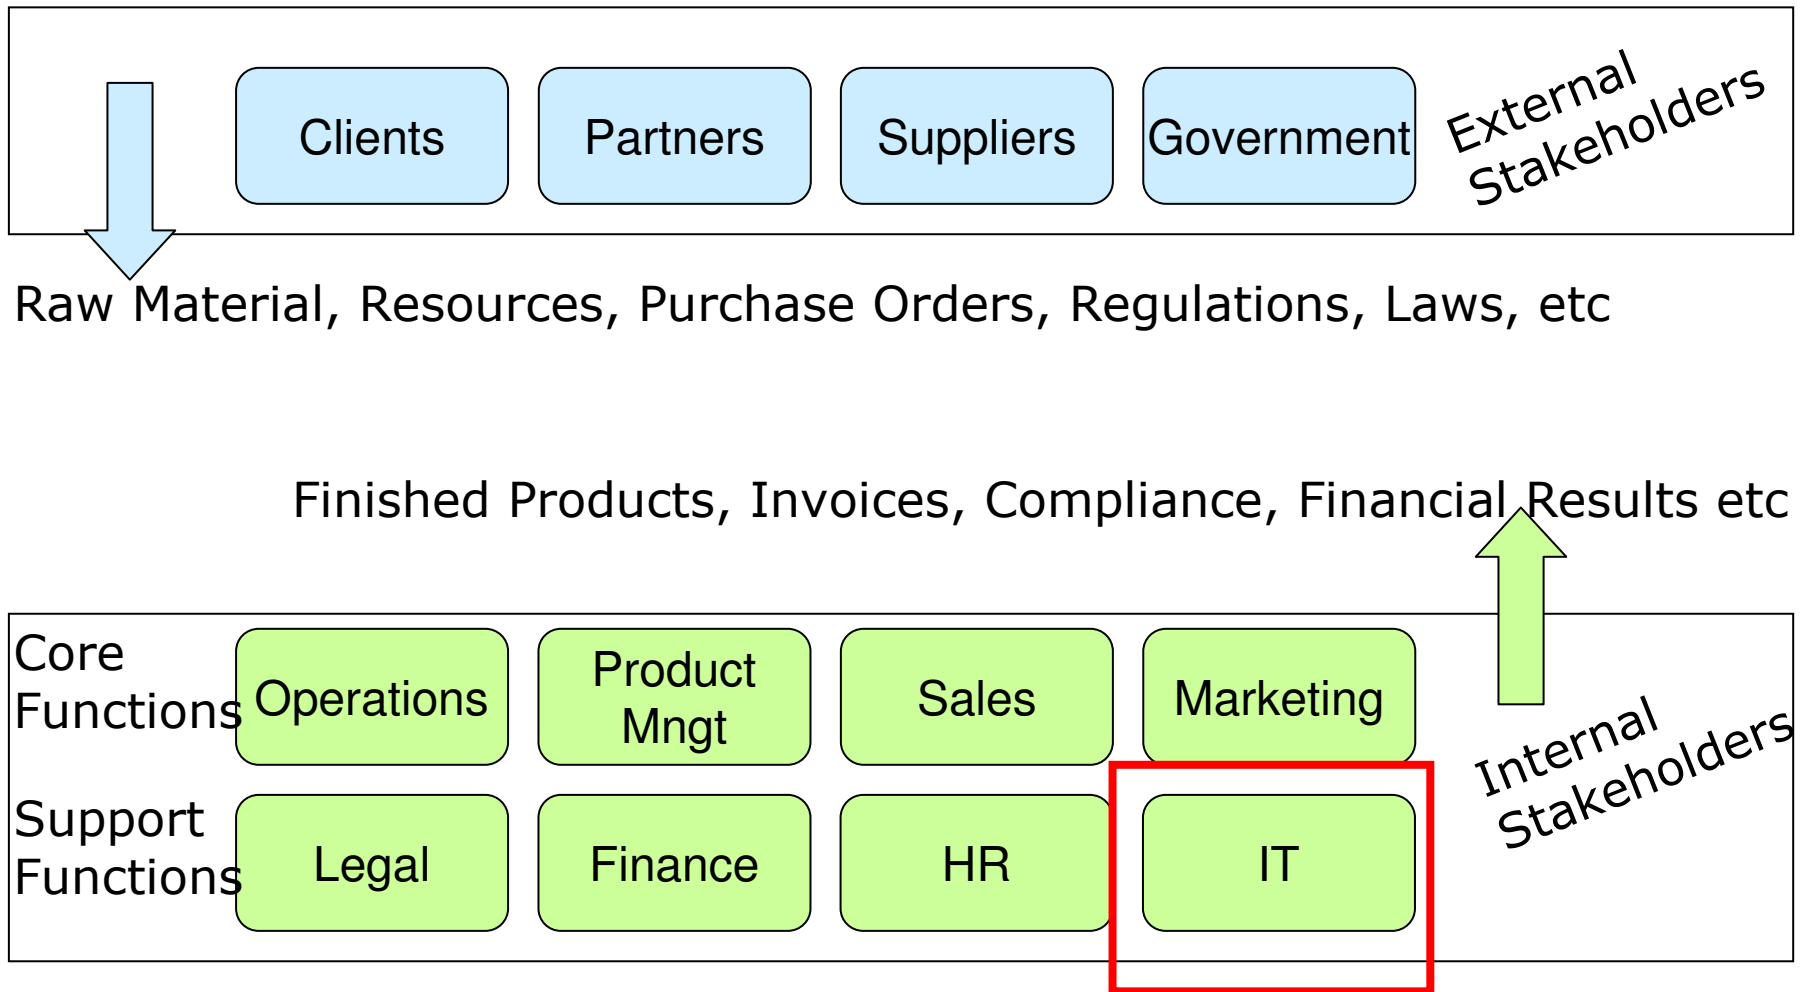 Clients
Partners
Suppliers
Government
External
Stakeholders
Raw Material, Resources, Purchase Orders, Regulations, Laws, etc
Finished Products, Invoices, Compliance, Financial Results etc
Core
Functions
Operations
Product
Mngt
Sales
Marketing
Internal
Stakeholders
Support
Functions
Legal
Finance
HR
IT